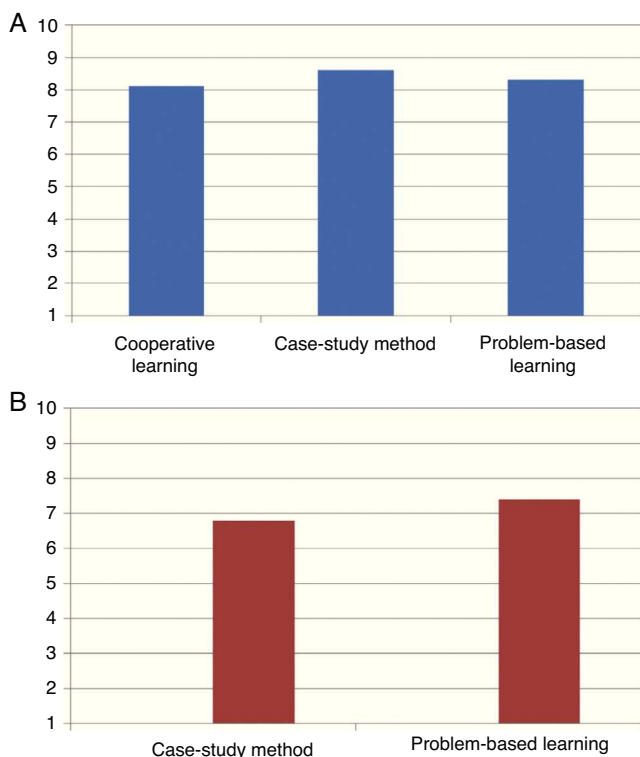 A
10
9
8
7
6
5
4
3
2
1
Cooperative
learning
Case-study method
Problem-based
learning
B
10
9
8
7
6
5
4
3
2
1
Case-study method
Problem-based learning